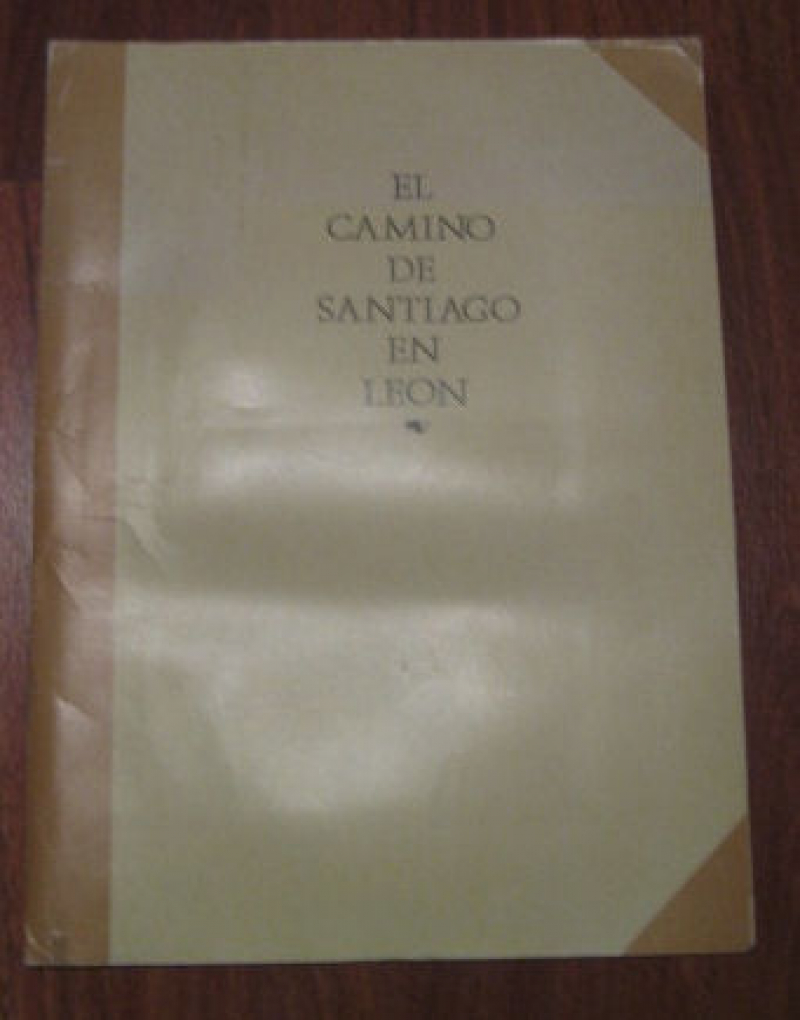 EL
CAMINO
DE
SANTIAGO
EN
LEON